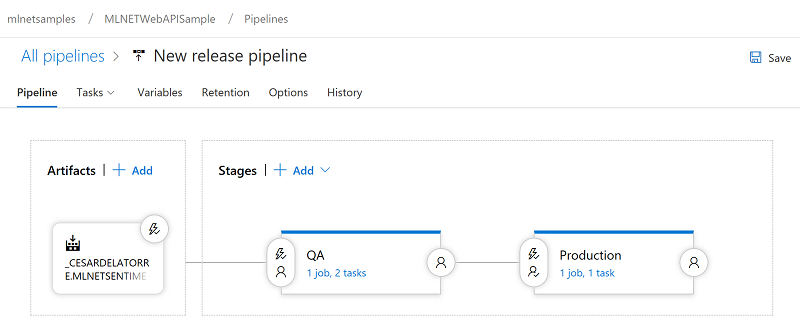 mlnetsamples / MLNETWebAPISample / Pipelines
All pipelines > New release pipeline
Save
Pipeline Tasks Variables Retention Options History
Artifacts | + Add
Stages | + Add
_CESARDELATORR
E.MLNETSENTIME
QA
1 job, 2 tasks
Production
1 job, 1 task